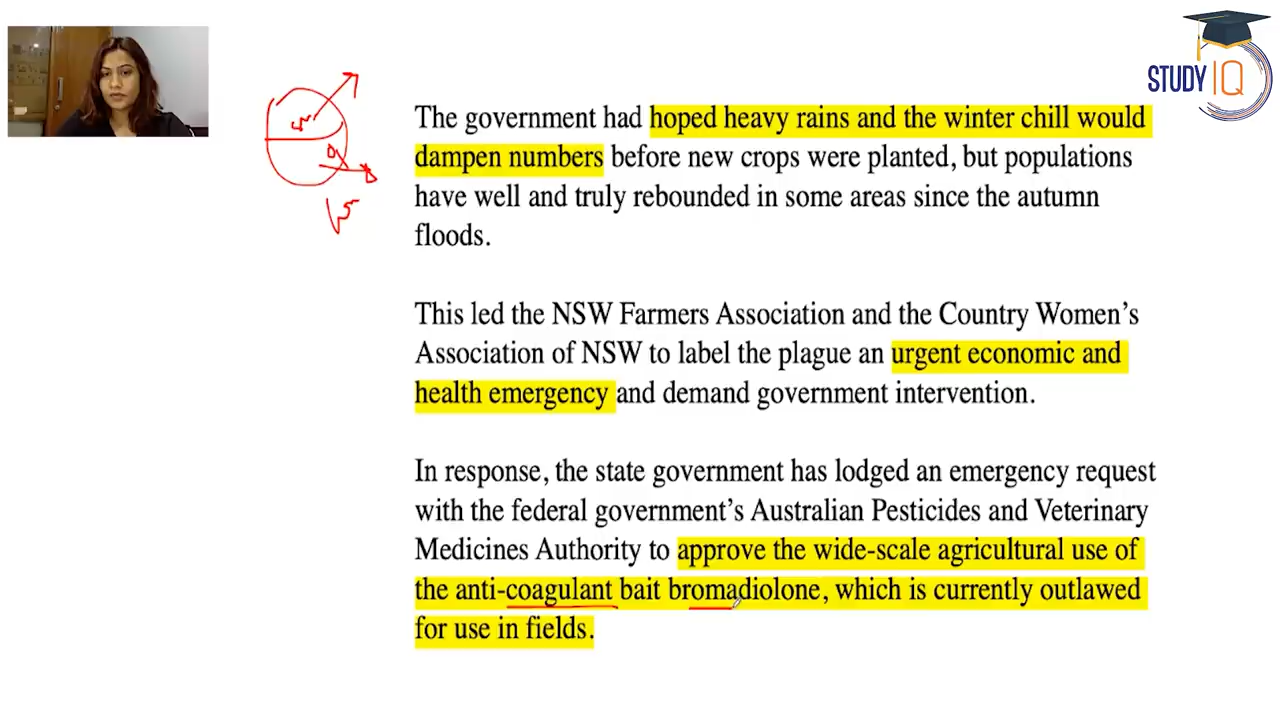 STUDY IQ
The government had hoped heavy rains and the winter chill would
dampen numbers before new crops were planted, but populations
have well and truly rebounded in some areas since the autumn
floods.
This led the NSW Farmers Association and the Country Women's
Association of NSW to label the plague an urgent economic and
health emergency and demand government intervention.
In response, the state government has lodged an emergency request
with the federal government's Australian Pesticides and Veterinary
Medicines Authority to approve the wide-scale agricultural use of
the anti-coagulant bait bromadiolone, which is currently outlawed
for use in fields.